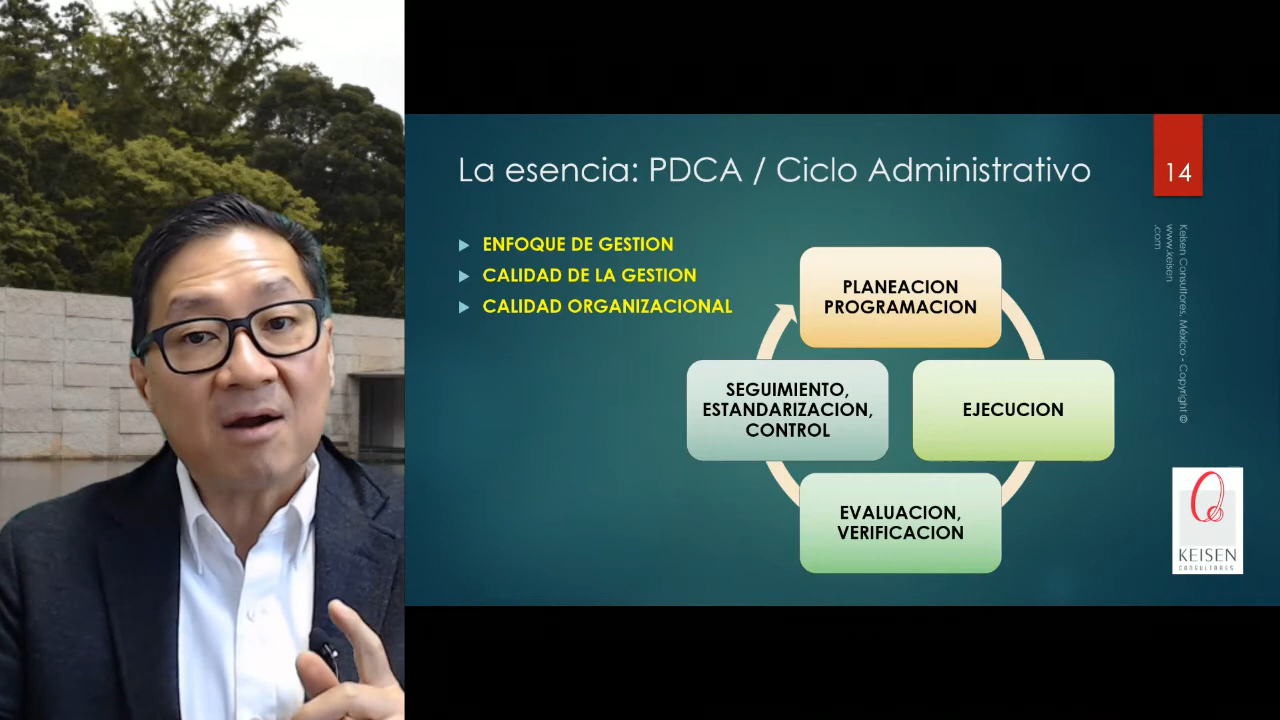 La esencia: PDCA / Ciclo Administrativo
14
ENFOQUE DE GESTION
CALIDAD DE LA GESTION
CALIDAD ORGANIZACIONAL
PLANEACION
PROGRAMACION
SEGUIMIENTO,
ESTANDARIZACION,
CONTROL
EJECUCION
EVALUACION,
VERIFICACION
Keisen Consultores, México - Copyright ©
www.keisen
.com
KEISEN
CONSULTORES